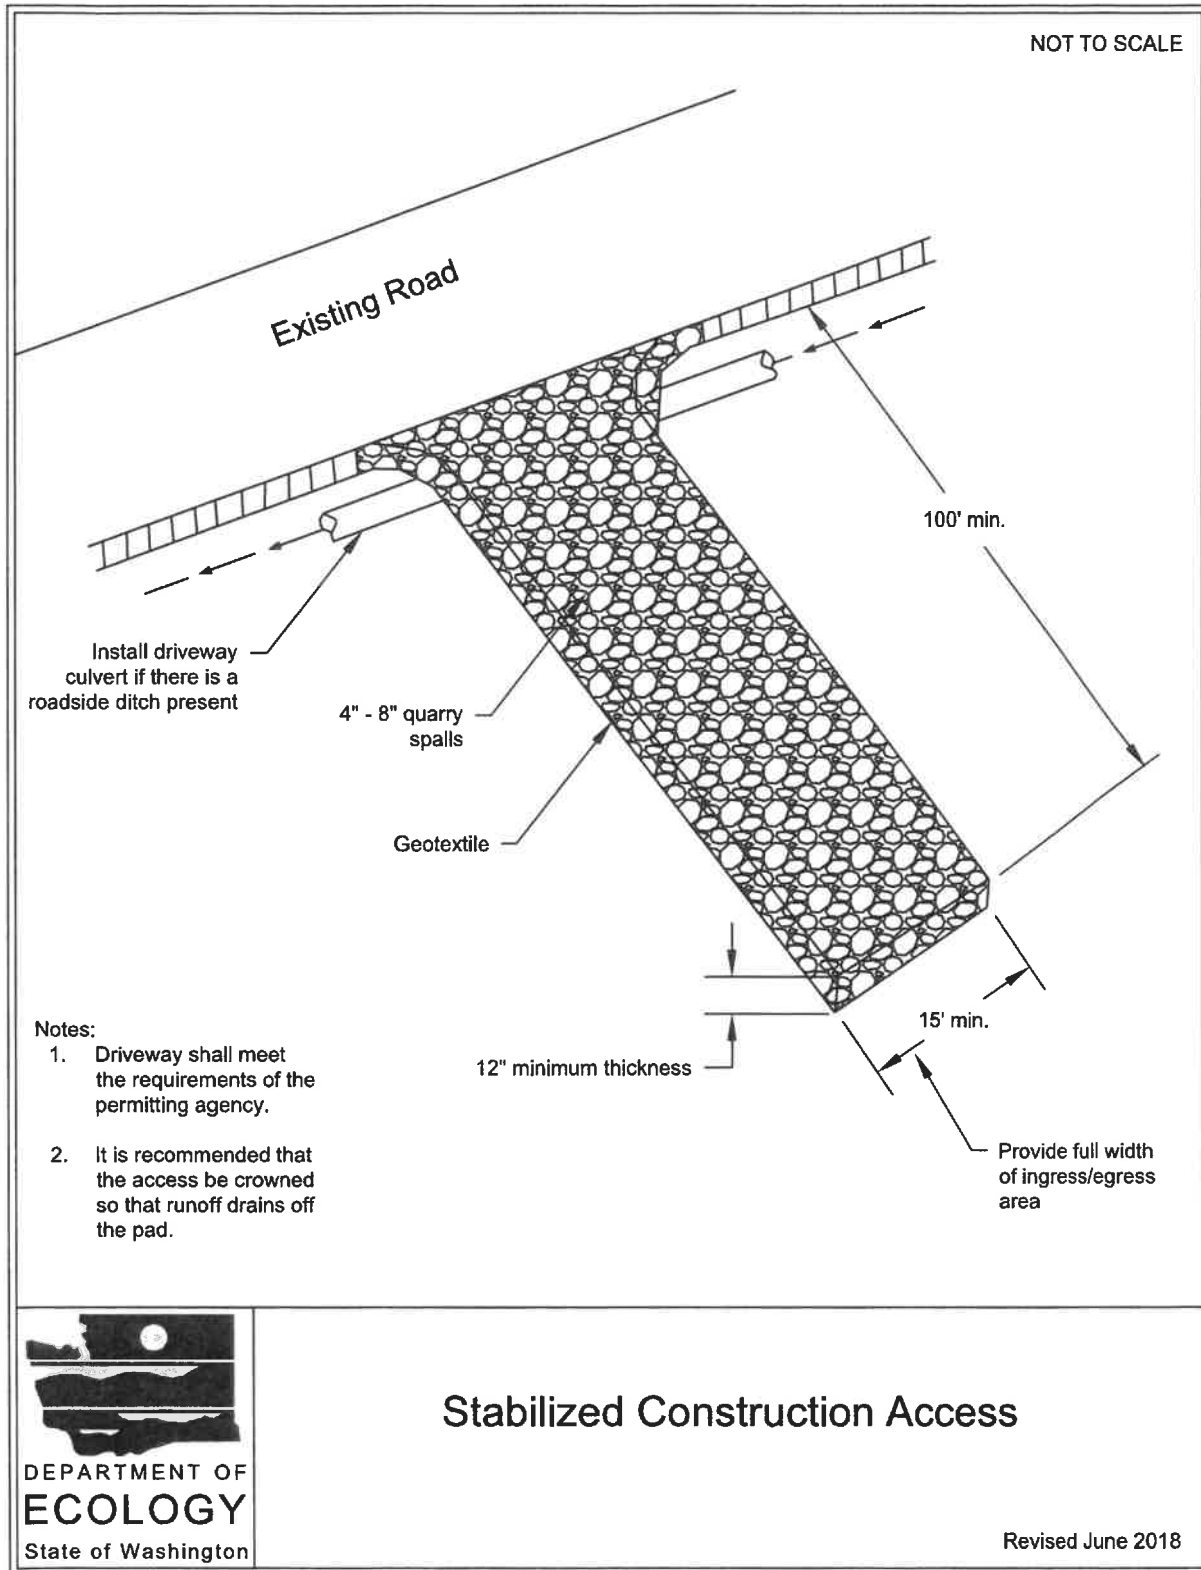 NOT TO SCALE
Existing Road
100' min.
Install driveway
culvert if there is a
roadside ditch present
4" - 8" quarry
spalls
Geotextile
15' min.
12" minimum thickness
Provide full width
of ingress/egress
area
Notes:
1. Driveway shall meet
the requirements of the
permitting agency.
2. It is recommended that
the access be crowned
so that runoff drains off
the pad.
DEPARTMENT OF
ECOLOGY
State of Washington
Stabilized Construction Access
Revised June 2018